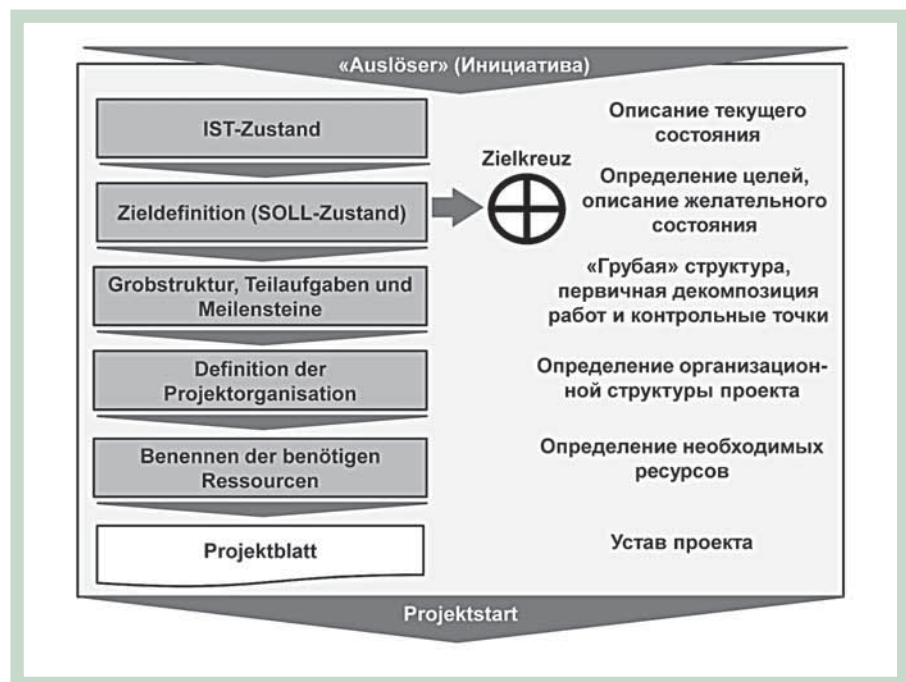 «Auslöser» (Инициатива)
IST-Zustand
Описание текущего
состояния
Zielkreuz
Zieldefinition (SOLL-Zustand)
Определение целей,
описание желательного
состояния
Grobstruktur, Teilaufgaben und
Meilensteine
«Грубая» структура,
первичная декомпозиция
работ и контрольные точки
Definition der
Projektorganisation
Определение организацион-
ной структуры проекта
Benennen der benötigen
Ressourcen
Определение необходимых
ресурсов
Projektblatt
Устав проекта
Projektstart